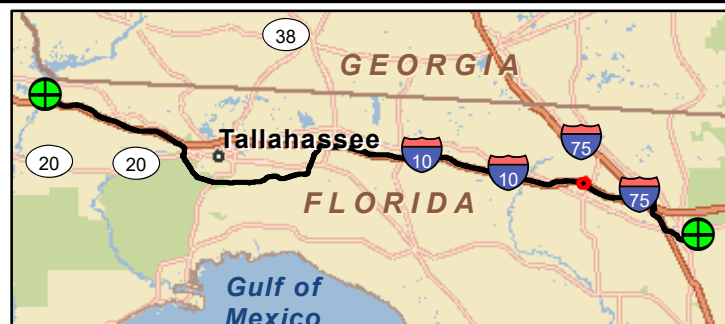 38
GEORGIA
Tallahassee
75
10
20
20
10
75
FLORIDA
Gulf of
Mexico